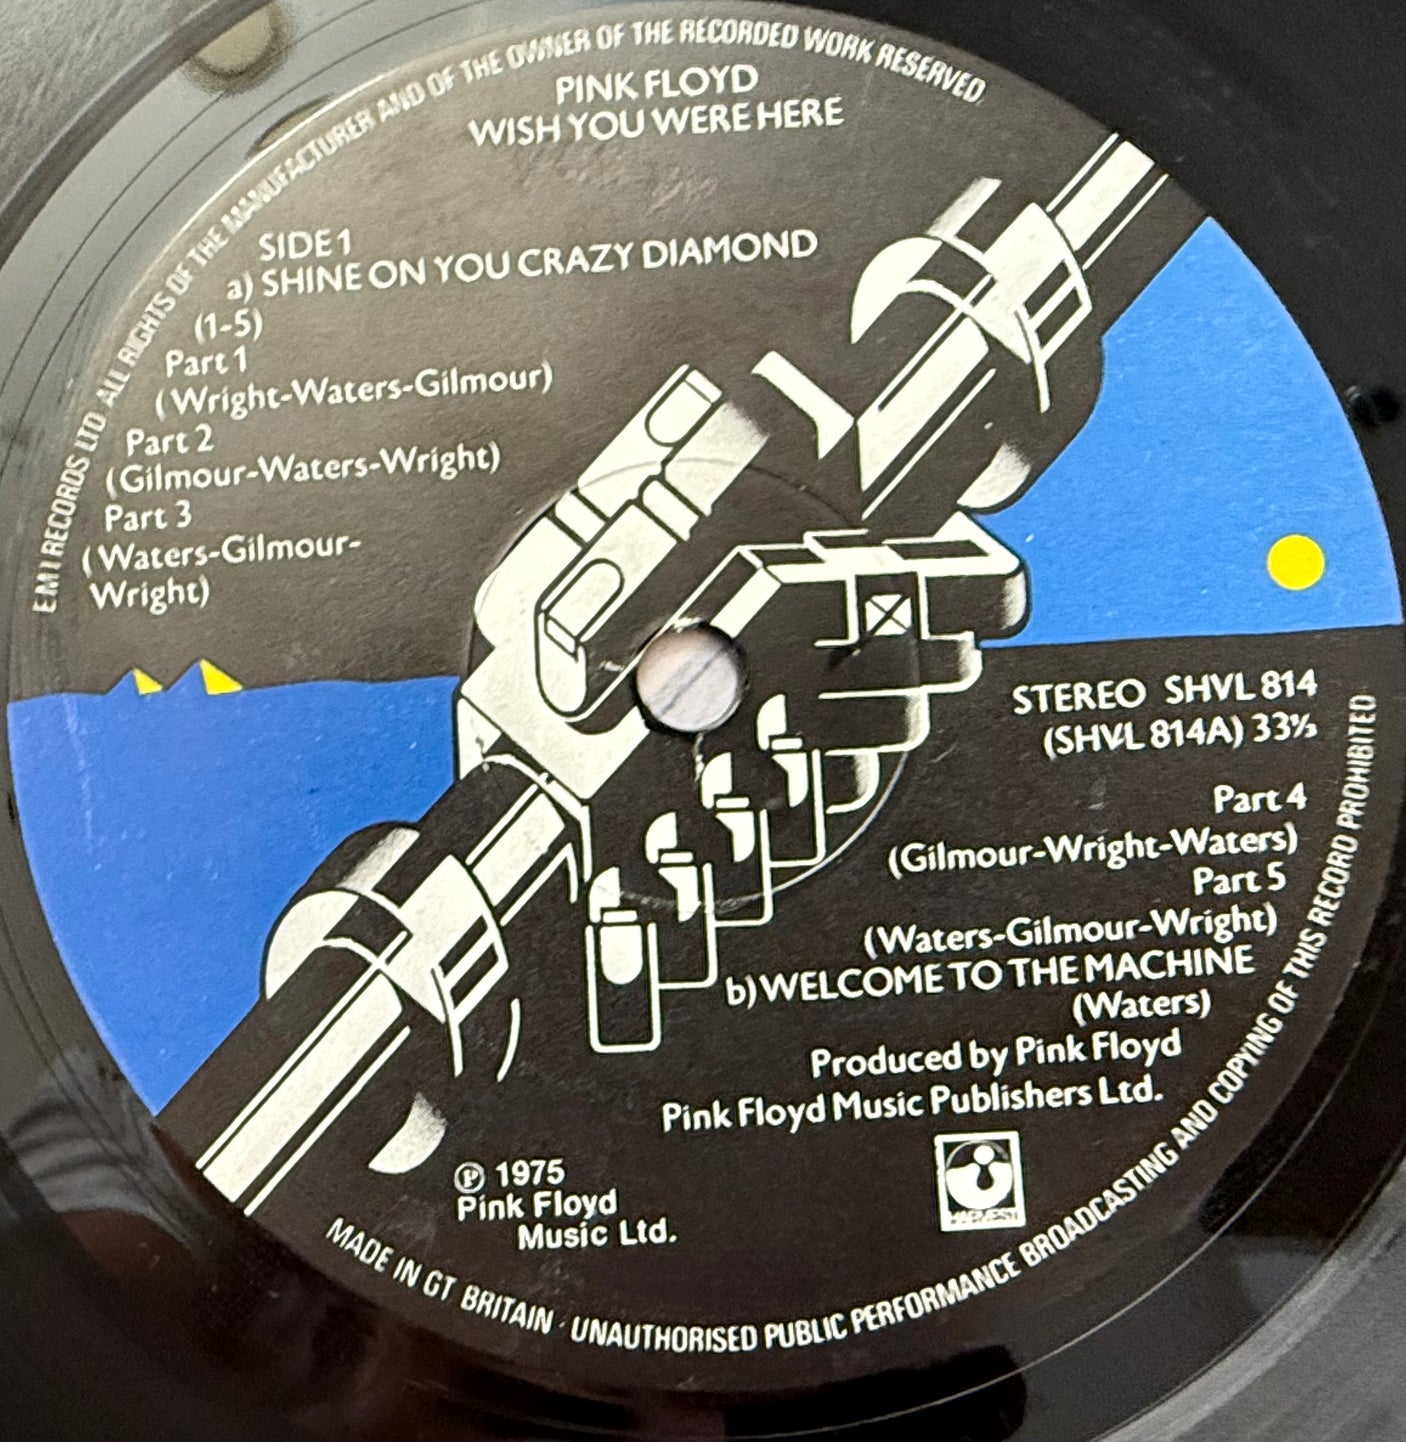 EMI RECORDS LTD ALL RIGHTS OF THE MANUFACTURER AND OF THE OWNER OF THE RECORDED WORK RESERVED
PINK FLOYD
WISH YOU WERE HERE
SIDE 1
a) SHINE ON YOU CRAZY DIAMOND
(1-5)
Part 1
(Wright-Waters-Gilmour)
Part 2
(Gilmour-Waters-Wright)
Part 3
(Waters-Gilmour-
Wright)
STEREO SHVL 814
(SHVL 814A) 33⅓
Part 4
(Gilmour-Wright-Waters)
Part 5
(Waters-Gilmour-Wright)
b) WELCOME TO THE MACHINE
(Waters)
Produced by Pink Floyd
Pink Floyd Music Publishers Ltd.
HARVEST
℗ 1975
Pink Floyd
Music Ltd.
MADE IN GT BRITAIN · UNAUTHORISED PUBLIC PERFORMANCE BROADCASTING AND COPYING OF THIS RECORD PROHIBITED